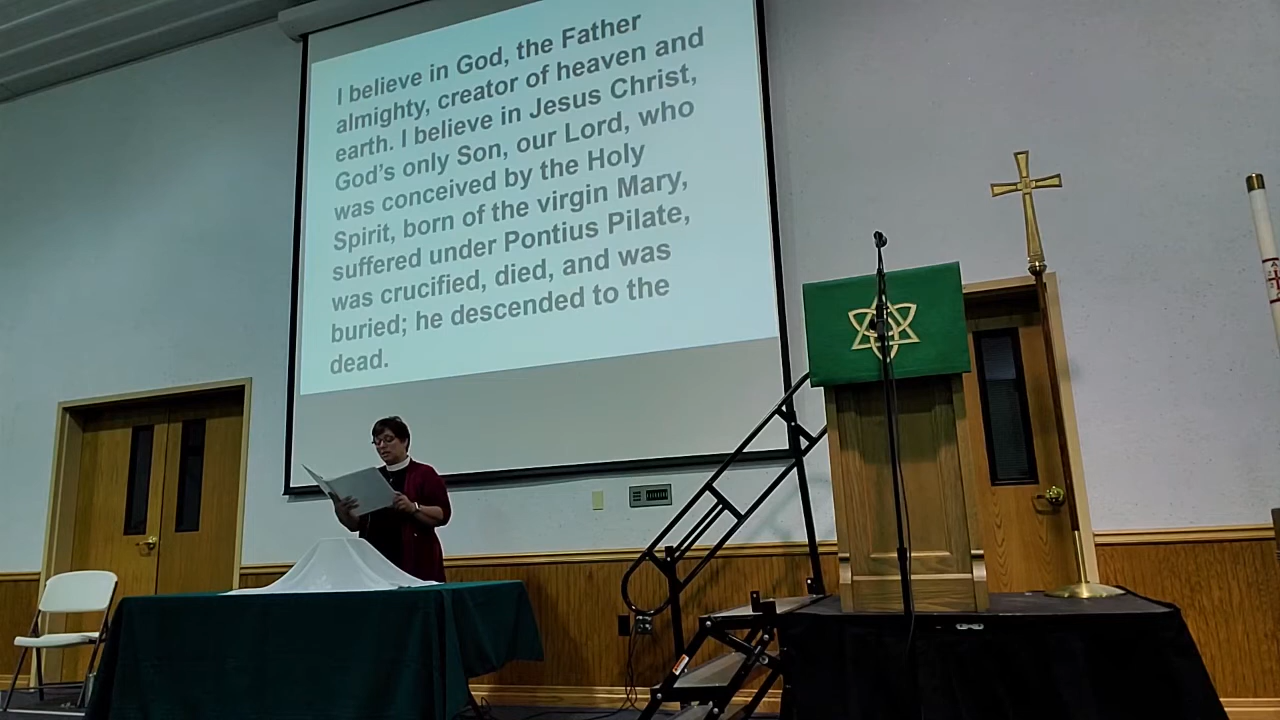 I believe in God, the Father
almighty, creator of heaven and
earth. I believe in Jesus Christ,
God's only Son, our Lord, who
was conceived by the Holy
Spirit, born of the virgin Mary,
suffered under Pontius Pilate,
was crucified, died, and was
buried; he descended to the
dead.